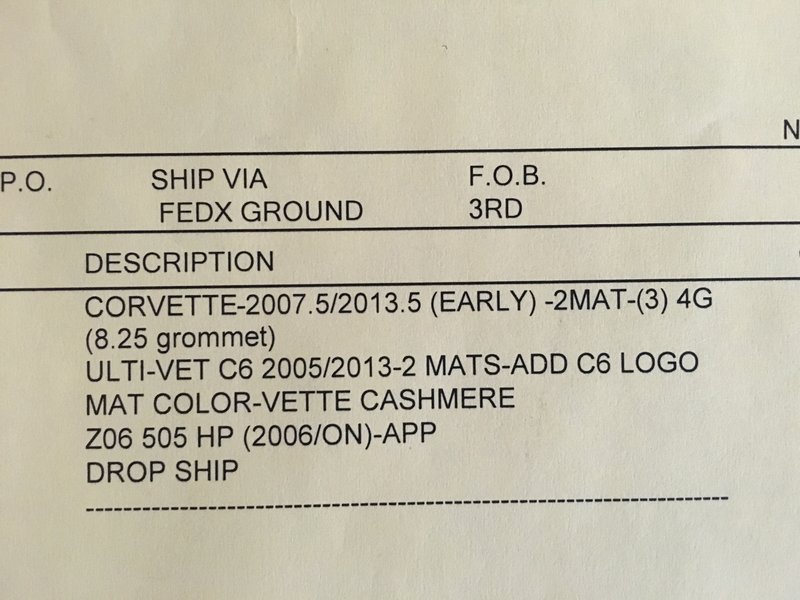 N
P.O. SHIP VIA F.O.B.
FEDX GROUND 3RD
DESCRIPTION
CORVETTE-2007.5/2013.5 (EARLY) -2MAT-(3) 4G
(8.25 grommet)
ULTI-VET C6 2005/2013-2 MATS-ADD C6 LOGO
MAT COLOR-VETTE CASHMERE
Z06 505 HP (2006/ON)-APP
DROP SHIP